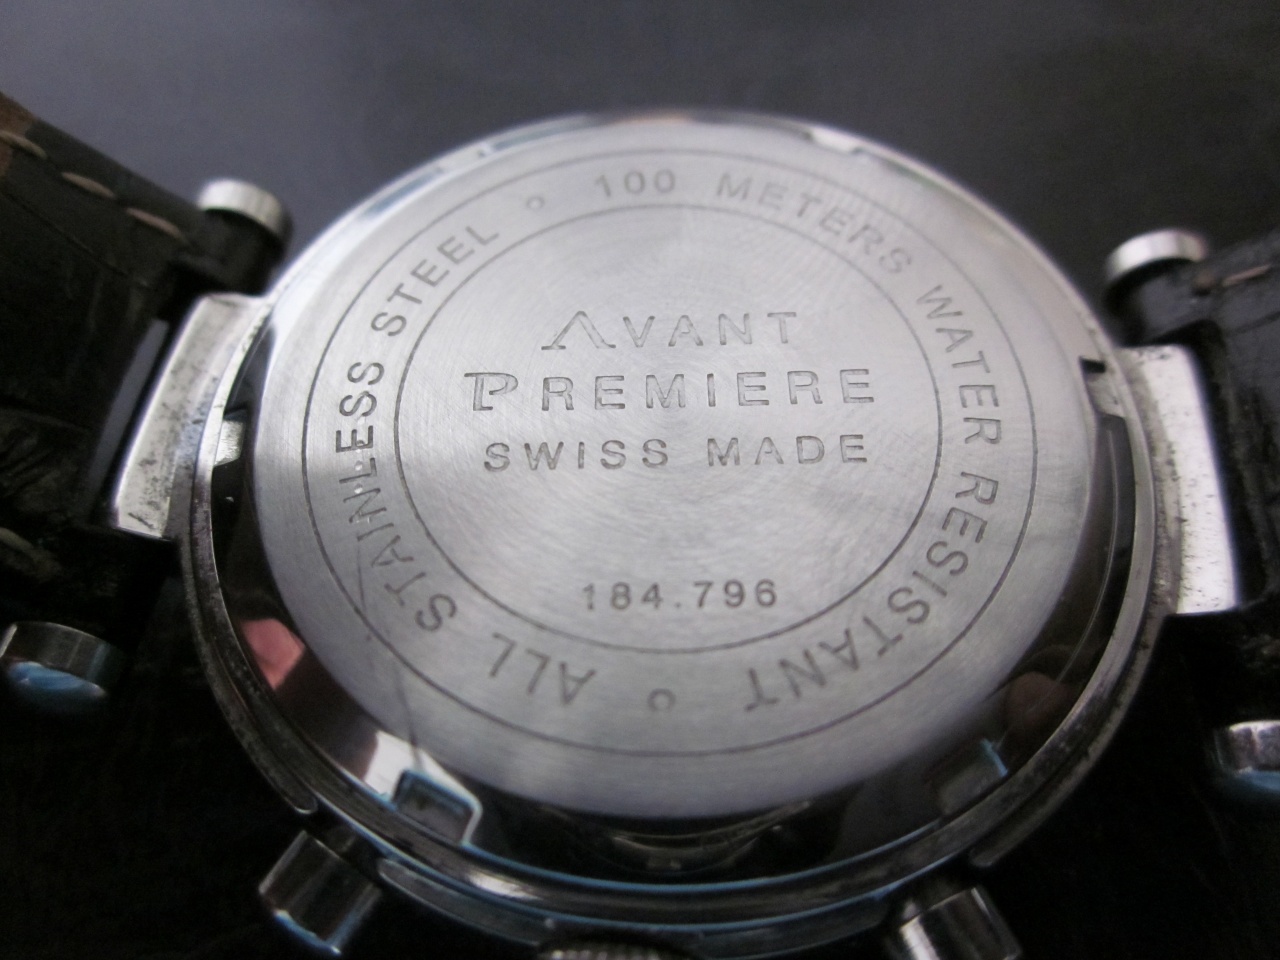 AVANT
PREMIERE
SWISS MADE
184.796
ALL STAINLESS STEEL
100 METERS WATER RESISTANT